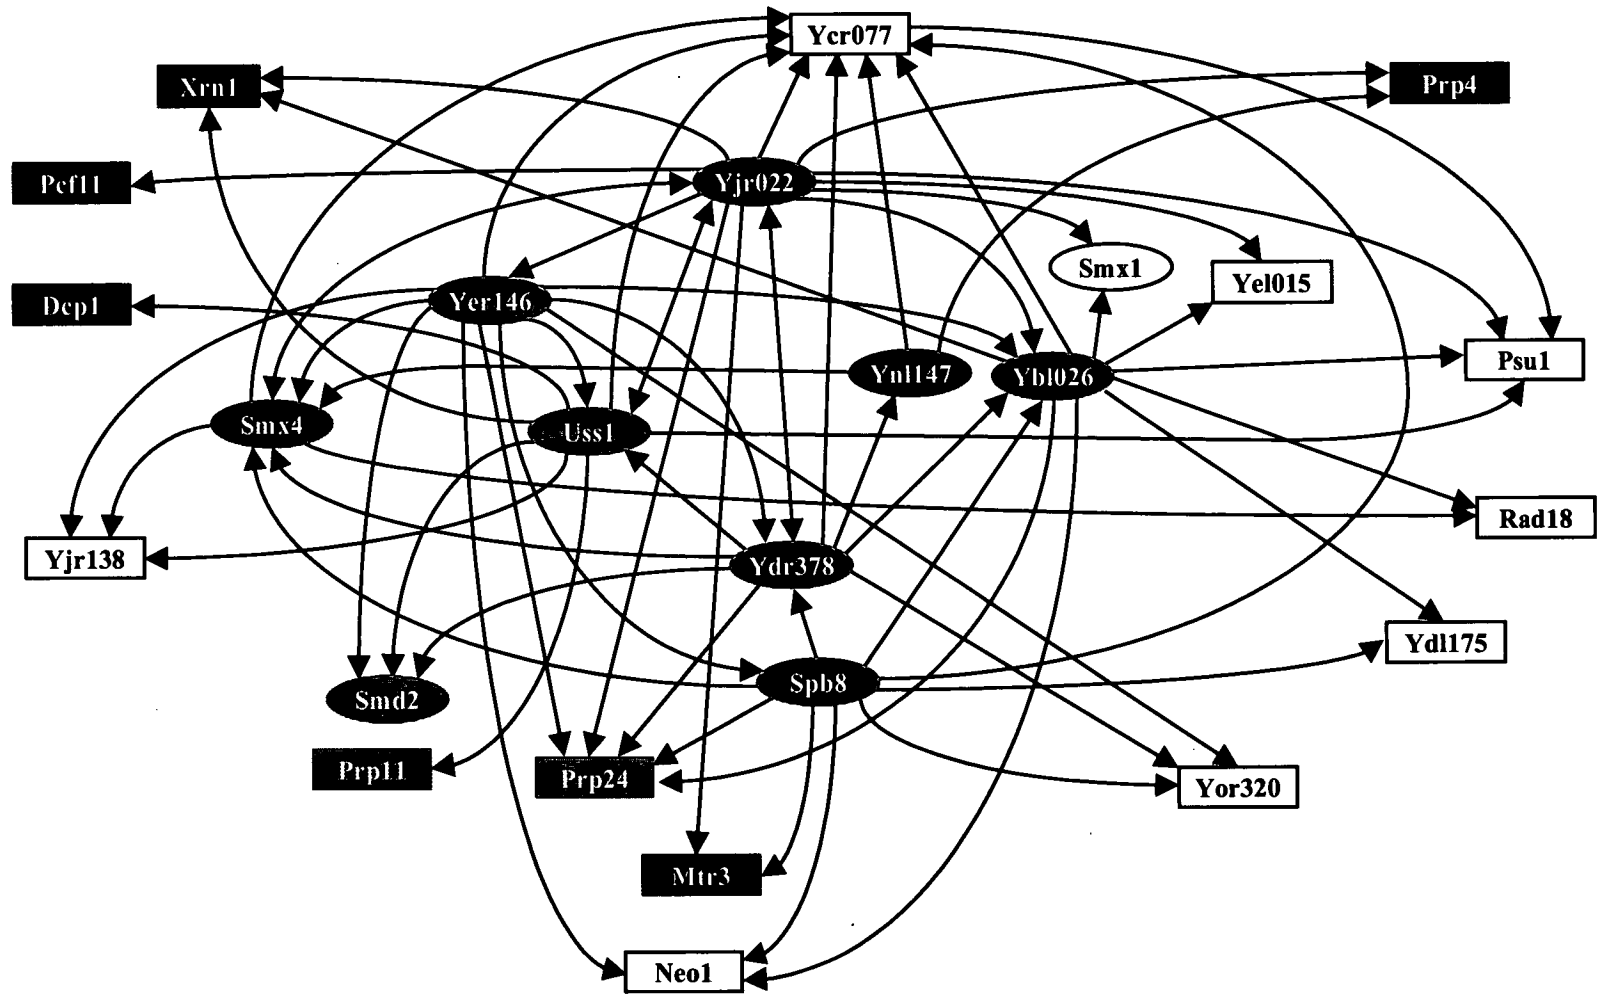 Ycr077
Xrn1
Prp4
Pcf11
Yjr022
Smx1
Yel015
Dcp1
Yer146
Psu1
Ynl147
Ybl026
Smx4
Uss1
Rad18
Yjr138
Ydr378
Ydl175
Spb8
Smd2
Prp11
Prp24
Yor320
Mtr3
Neo1